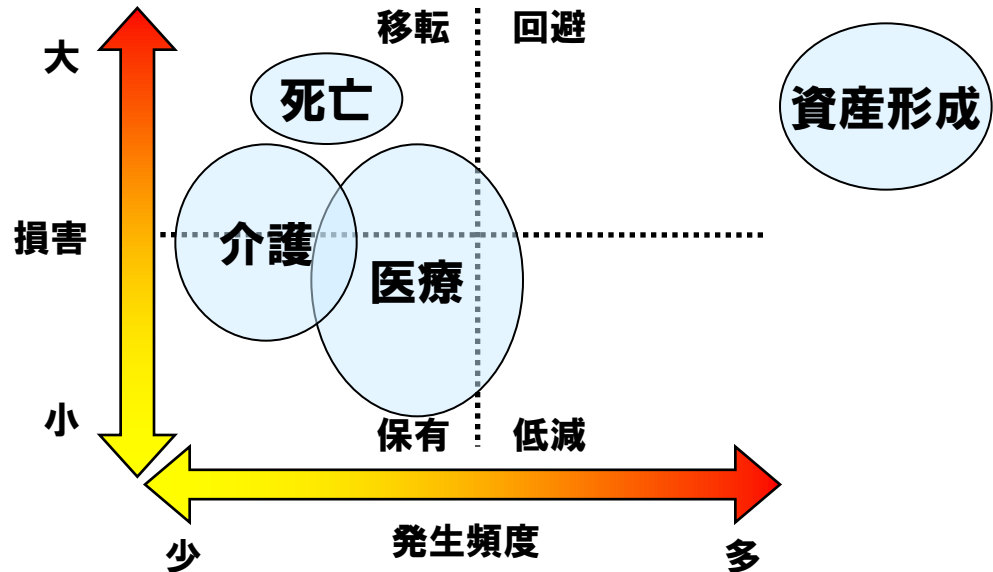 移転
回避
大
死亡
資産形成
損害
介護
医療
小
保有
低減
発生頻度
少
多